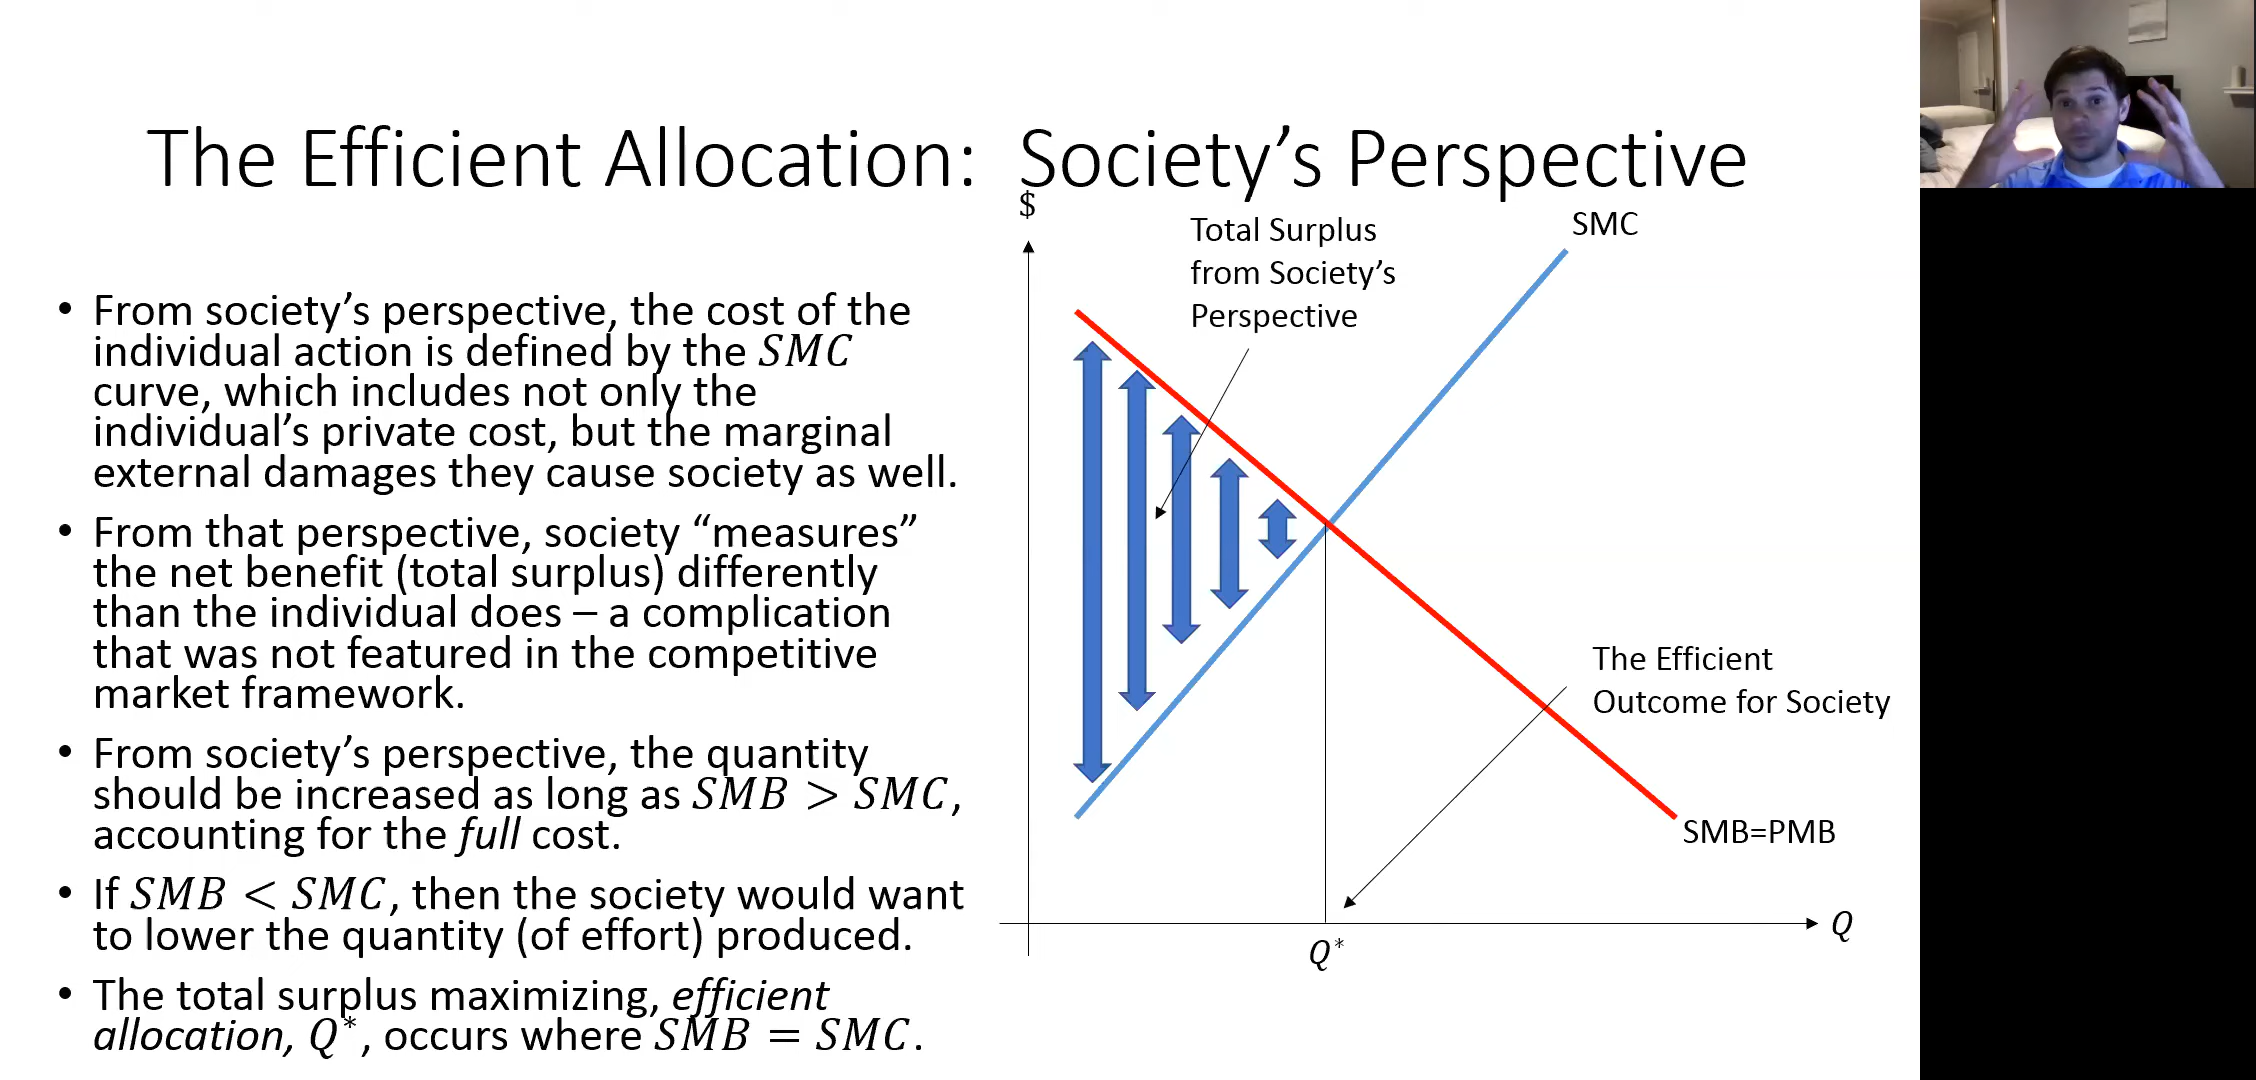 The Efficient Allocation: Society’s Perspective
• From society’s perspective, the cost of the
individual action is defined by the SMC
curve, which includes not only the
individual’s private cost, but the marginal
external damages they cause society as well.
• From that perspective, society “measures”
the net benefit (total surplus) differently
than the individual does – a complication
that was not featured in the competitive
market framework.
• From society’s perspective, the quantity
should be increased as long as SMB > SMC,
accounting for the full cost.
• If SMB < SMC, then the society would want
to lower the quantity (of effort) produced.
• The total surplus maximizing, efficient
allocation, Q*, occurs where SMB = SMC.
$
Total Surplus
from Society’s
Perspective
SMC
The Efficient
Outcome for Society
SMB=PMB
Q
Q*